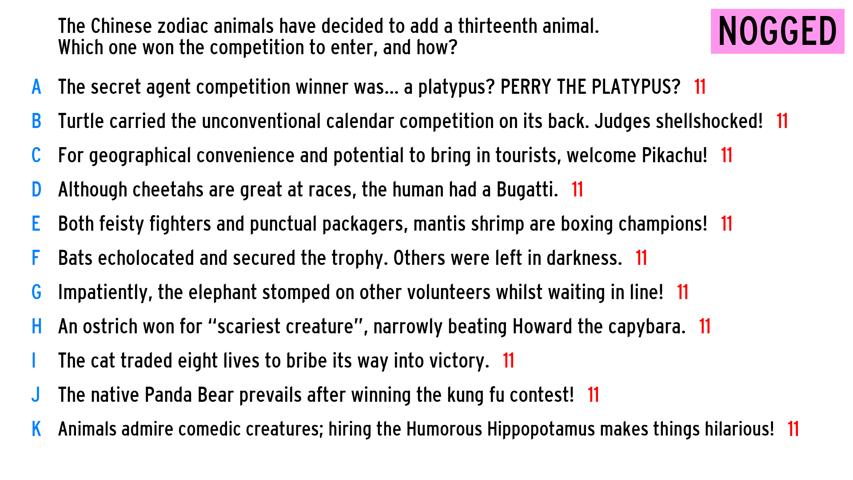 The Chinese zodiac animals have decided to add a thirteenth animal.
Which one won the competition to enter, and how?
NOGGED
A The secret agent competition winner was... a platypus? PERRY THE PLATYPUS? 11
B Turtle carried the unconventional calendar competition on its back. Judges shellshocked! 11
C For geographical convenience and potential to bring in tourists, welcome Pikachu! 11
D Although cheetahs are great at races, the human had a Bugatti. 11
E Both feisty fighters and punctual packagers, mantis shrimp are boxing champions! 11
F Bats echolocated and secured the trophy. Others were left in darkness. 11
G Impatiently, the elephant stomped on other volunteers whilst waiting in line! 11
H An ostrich won for “scariest creature”, narrowly beating Howard the capybara. 11
I The cat traded eight lives to bribe its way into victory. 11
J The native Panda Bear prevails after winning the kung fu contest! 11
K Animals admire comedic creatures; hiring the Humorous Hippopotamus makes things hilarious! 11